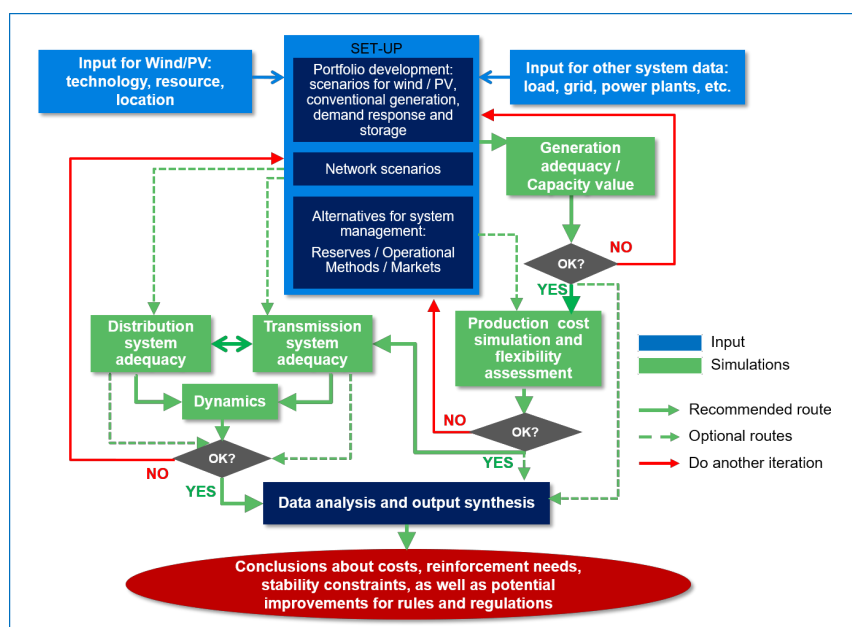 SET-UP
Input for Wind/PV:
technology, resource,
location
Portfolio development:
scenarios for wind / PV,
conventional generation,
demand response and
storage
Input for other system data:
load, grid, power plants, etc.
Network scenarios
Generation
adequacy /
Capacity value
Alternatives for system
management:
Reserves / Operational
Methods / Markets
OK?
NO
YES
Distribution
system
adequacy
Transmission
system
adequacy
Production cost
simulation and
flexibility
assessment
Input
Simulations
Dynamics
Recommended route
Optional routes
Do another iteration
NO
OK?
YES
OK?
NO
YES
Data analysis and output synthesis
Conclusions about costs, reinforcement needs,
stability constraints, as well as potential
improvements for rules and regulations